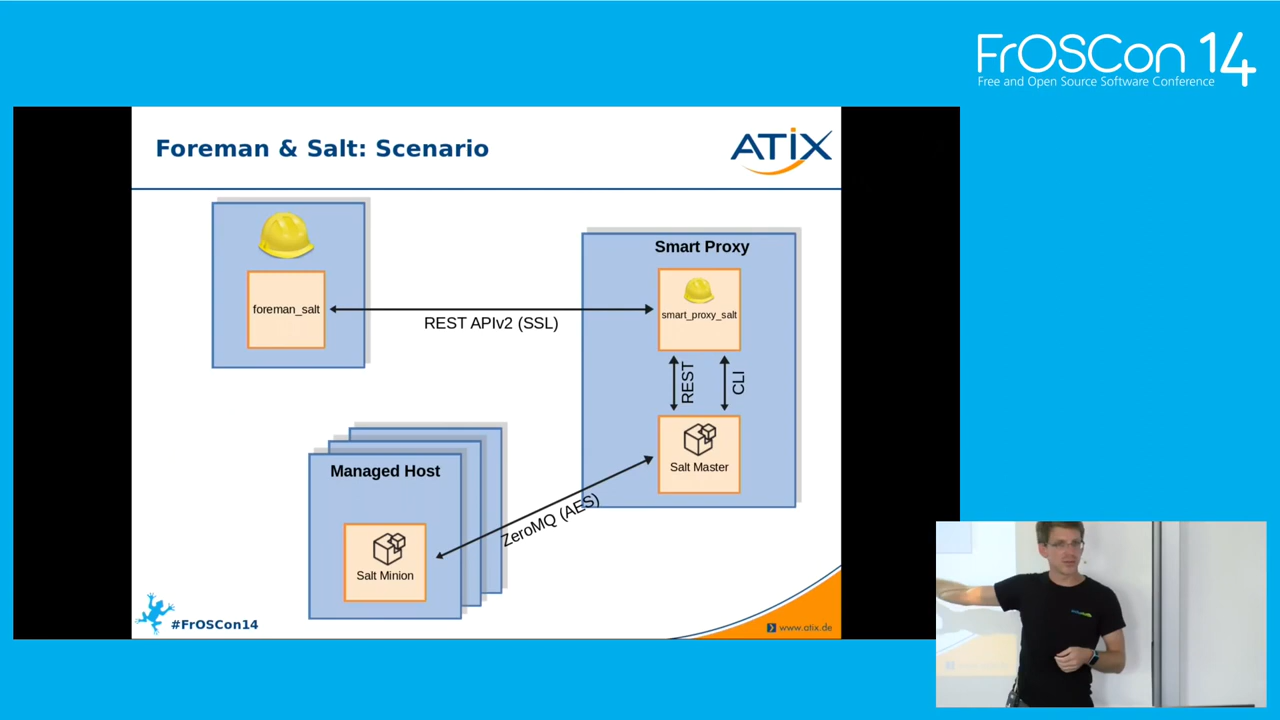 FrOSCon 14
Free and Open Source Software Conference
Foreman & Salt: Scenario
ATIX
foreman_salt
REST APIv2 (SSL)
Smart Proxy
smart_proxy_salt
REST
CLI
Salt Master
Managed Host
Salt Minion
ZeroMQ (AES)
#FrOSCon14
www.atix.de